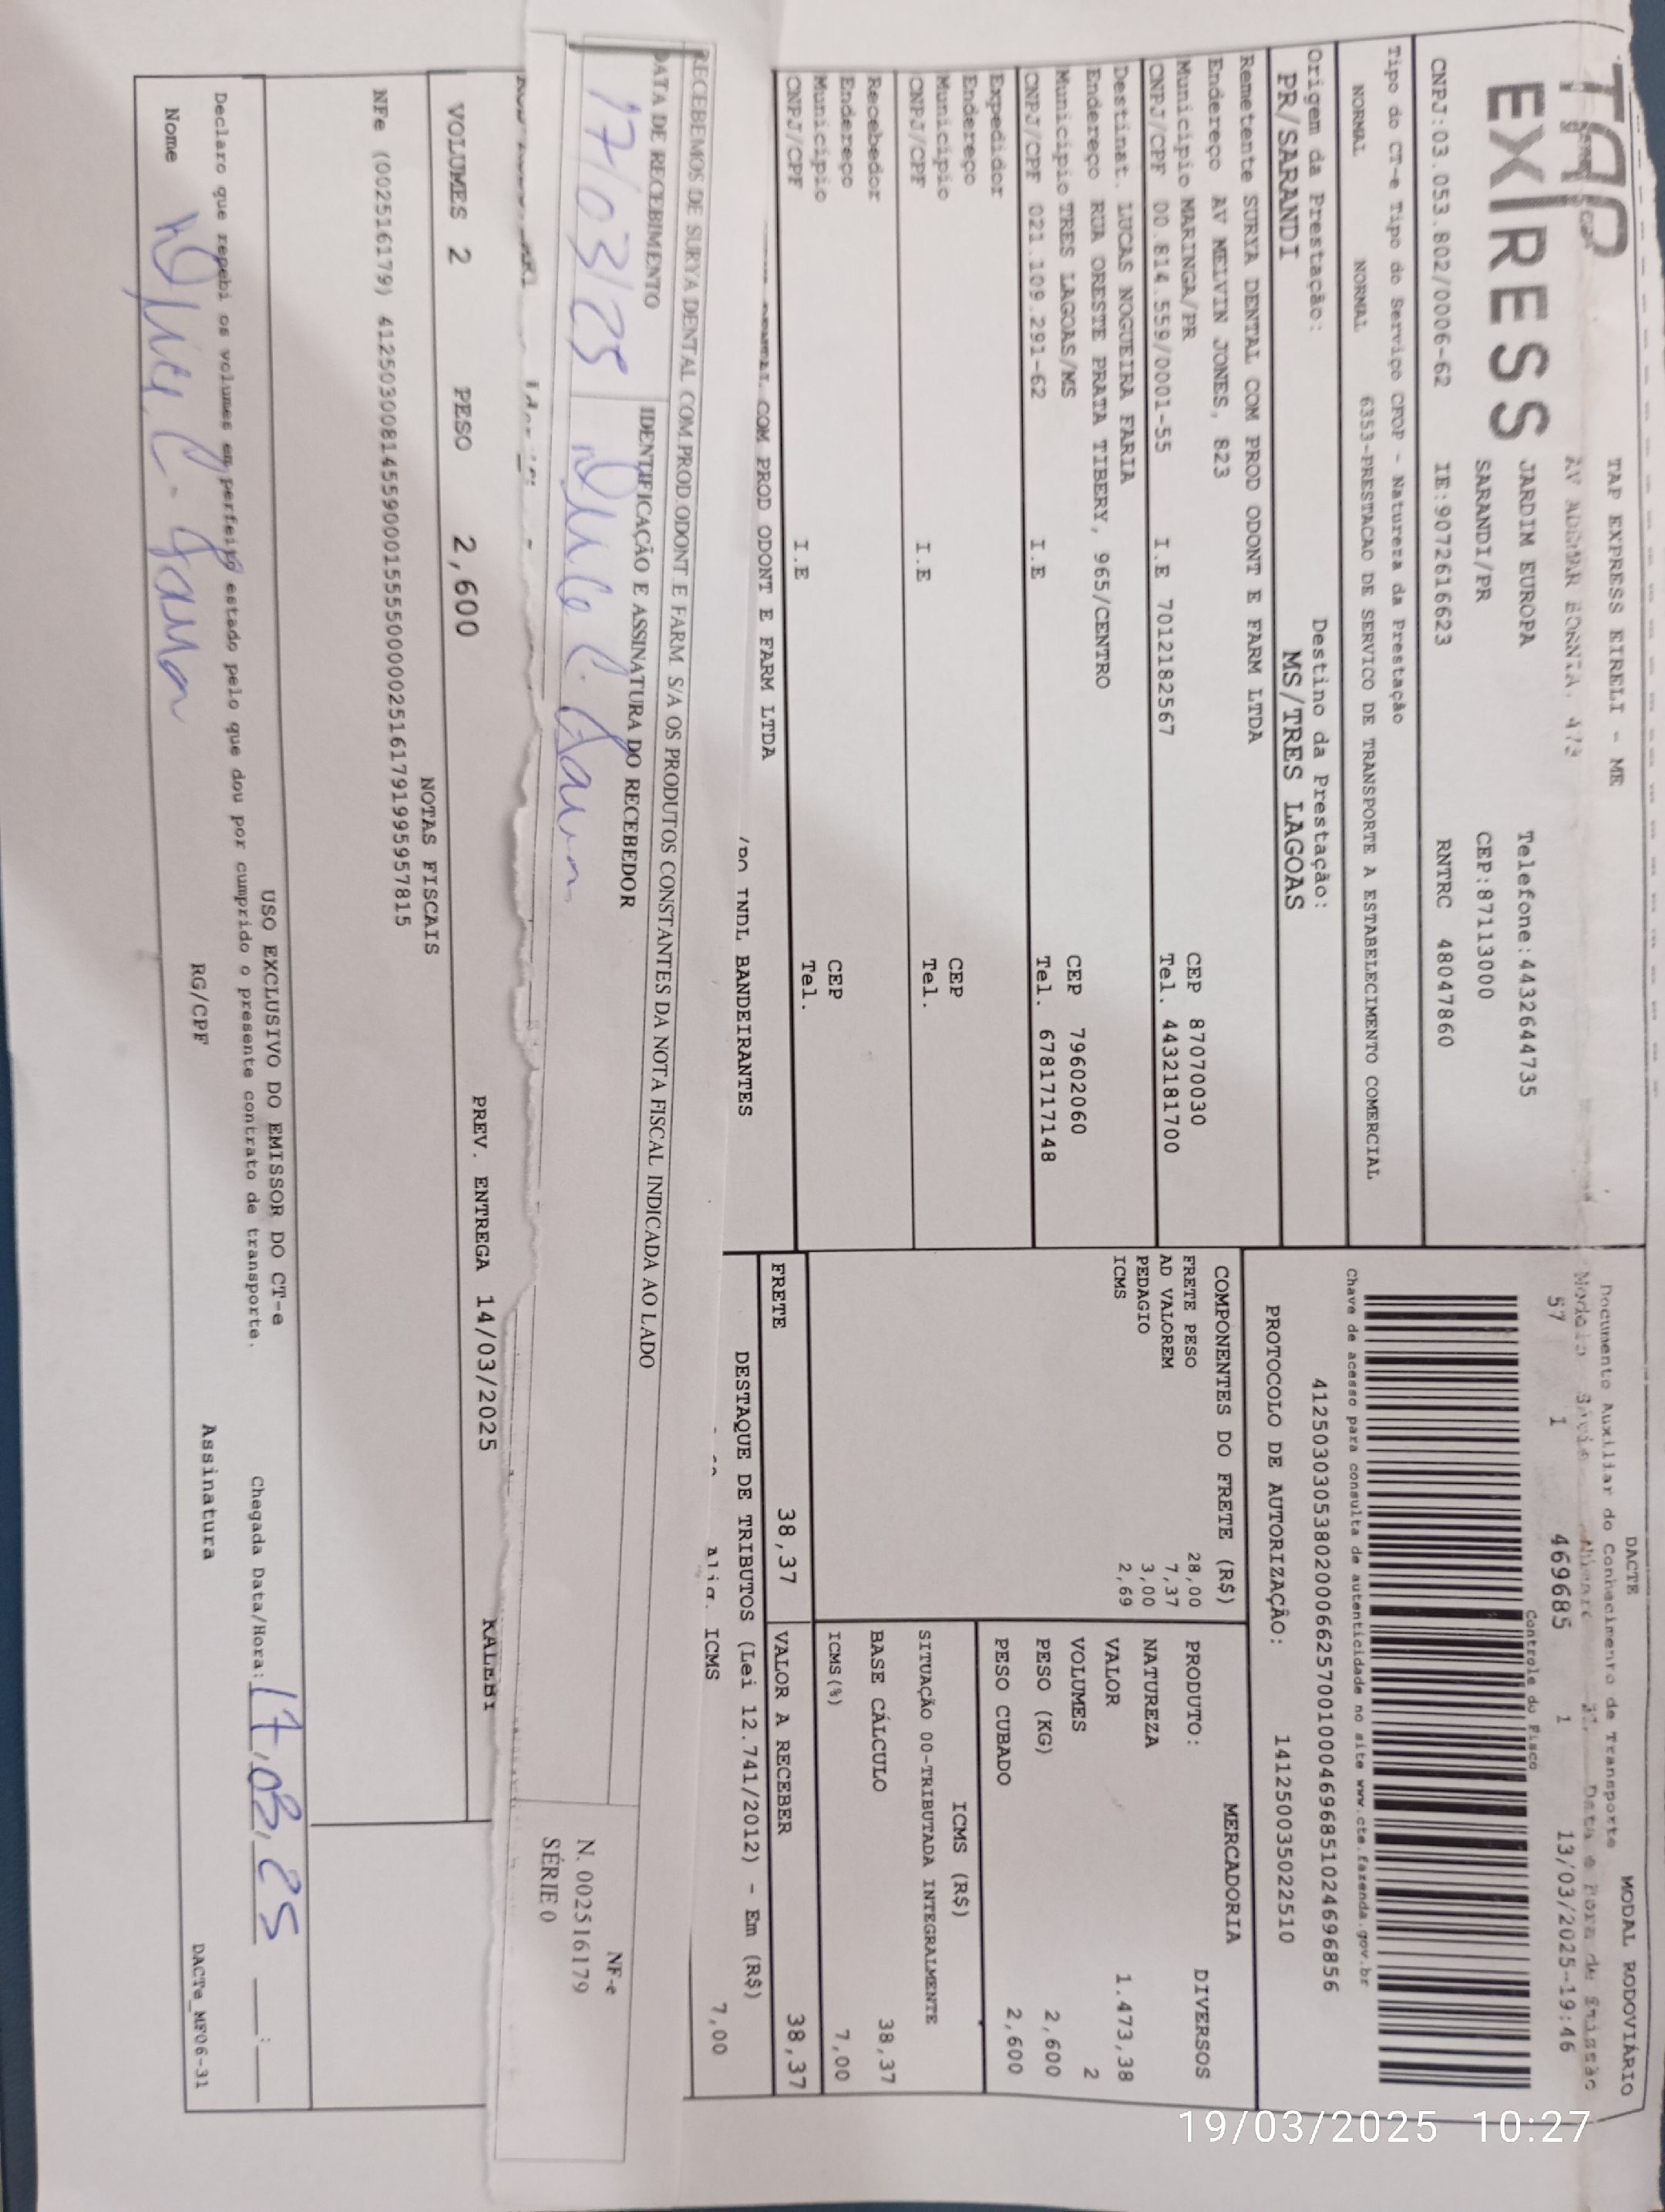 TAP
EXPRESS
TAP EXPRESS EIRELI - ME
JARDIM EUROPA Telefone:4432644735
SARANDI/PR CEP:87113000
CNPJ:03.053.802/0006-62 IE:9072616623 RNTRC 48047860
DACTE MODAL RODOVIÁRIO
Documento Auxiliar do Conhecimento de Transporte
Modelo Série Número Data e Hora de Emissão
57 1 469685 1 13/03/2025-19:46
Controle do Fisco
Chave de acesso para consulta de autenticidade no site www.cte.fazenda.gov.br
41250303053802000662570010004696851024696856
PROTOCOLO DE AUTORIZAÇÃO: 141250035022510
Tipo do CT-e Tipo do Serviço CFOP - Natureza da Prestação
NORMAL NORMAL 6353-PRESTACAO DE SERVICO DE TRANSPORTE A ESTABELECIMENTO COMERCIAL
Origem da Prestação: Destino da Prestação:
PR/SARANDI MS/TRES LAGOAS
Remetente SURYA DENTAL COM PROD ODONT E FARM LTDA
Endereço AV MELVIN JONES, 823
Município MARINGA/PR CEP 87070030
CNPJ/CPF 00.814.559/0001-55 I.E 7012182567 Tel. 4432181700
Destinat. LUCAS NOGUEIRA FARIA
Endereço RUA ORESTE PRATA TIBERY, 965/CENTRO
Município TRES LAGOAS/MS CEP 79602060
CNPJ/CPF 021.109.291-62 I.E Tel. 6781717148
Expedidor
Endereço
Município CEP
CNPJ/CPF I.E Tel.
Recebedor
Endereço
Município CEP
CNPJ/CPF I.E Tel.
COMPONENTES DO FRETE (R$)
FRETE PESO 28,00
AD VALOREM 7,37
PEDAGIO 3,00
ICMS 2,69
MERCADORIA
PRODUTO: DIVERSOS
NATUREZA
VALOR 1.473,38
VOLUMES 2
PESO (KG) 2,600
PESO CUBADO 2,600
ICMS (R$)
SITUAÇÃO 00-TRIBUTADA INTEGRALMENTE
BASE CÁLCULO 38,37
ICMS(%) 7,00
FRETE 38,37 VALOR A RECEBER 38,37
DENTAL COM PROD ODONT E FARM LTDA
INDL BANDEIRANTES
DESTAQUE DE TRIBUTOS (Lei 12.741/2012) - Em (R$)
Aliq. ICMS 7,00
RECEBEMOS DE SURYA DENTAL COM PROD ODONT E FARM S/A OS PRODUTOS CONSTANTES DA NOTA FISCAL INDICADA AO LADO
DATA DE RECEBIMENTO IDENTIFICAÇÃO E ASSINATURA DO RECEBEDOR
17/03/25
NF-e
N. 002516179
SÉRIE 0
VOLUMES 2 PESO 2,600 PREV. ENTREGA 14/03/2025 KALEBI
NOTAS FISCAIS
NFe (002516179) 41250300814559000155550000025161791995957815
USO EXCLUSIVO DO EMISSOR DO CT-e
Declaro que repebi os volumes em perfeito estado pelo que dou por cumprido o presente contrato de transporte. Chegada Data/Hora: 17,03,25 __:__
Nome RG/CPF Assinatura
DACTe_MF06-31
19/03/2025 10:27